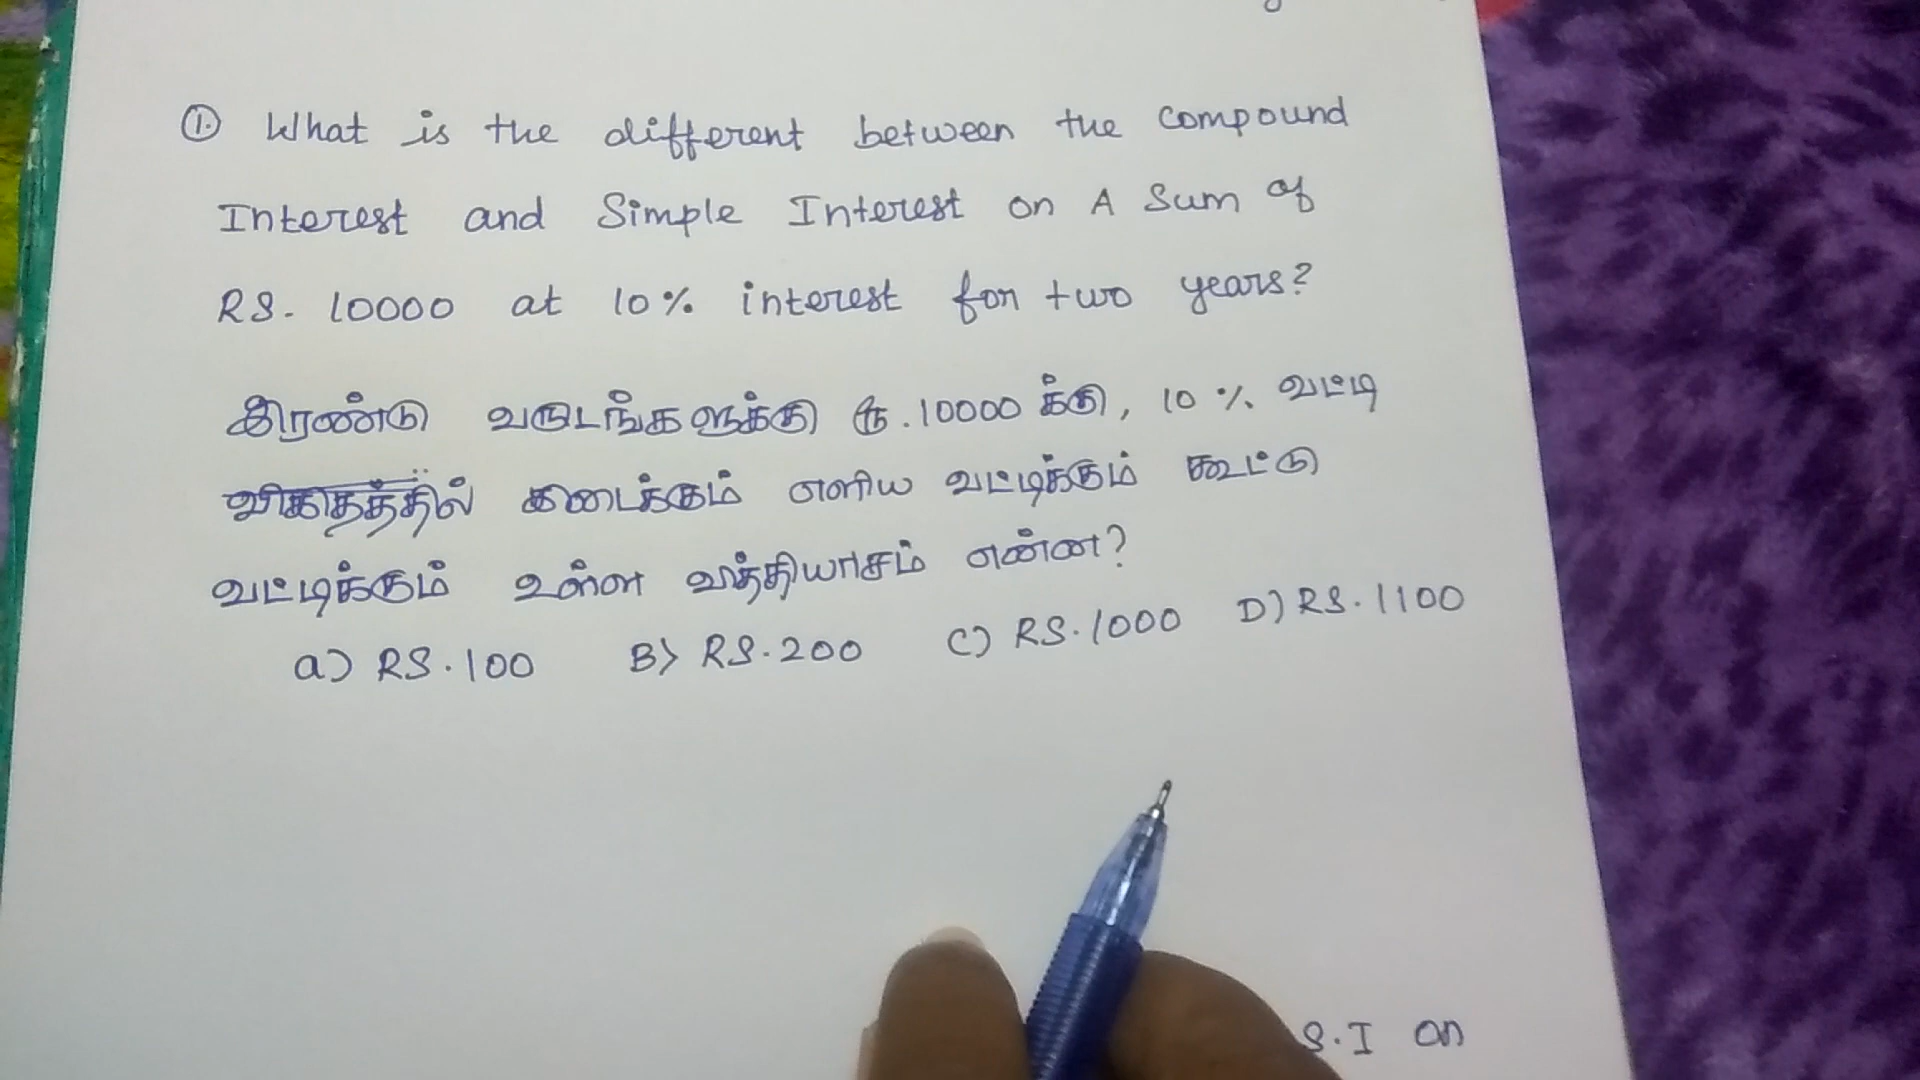 ① What is the different between the compound
Interest and Simple Interest on A Sum of
RS. 10000 at 10% interest for two years?
இரண்டு வருடங்களுக்கு ரூ.10000 க்கு, 10 % வட்டி
விகிதத்தில் கிடைக்கும் எளிய வட்டிக்கும் கூட்டு
வட்டிக்கும் உள்ள வித்தியாசம் என்ன?
a) RS.100 B) RS.200 C) RS.1000 D) RS.1100
S.I on